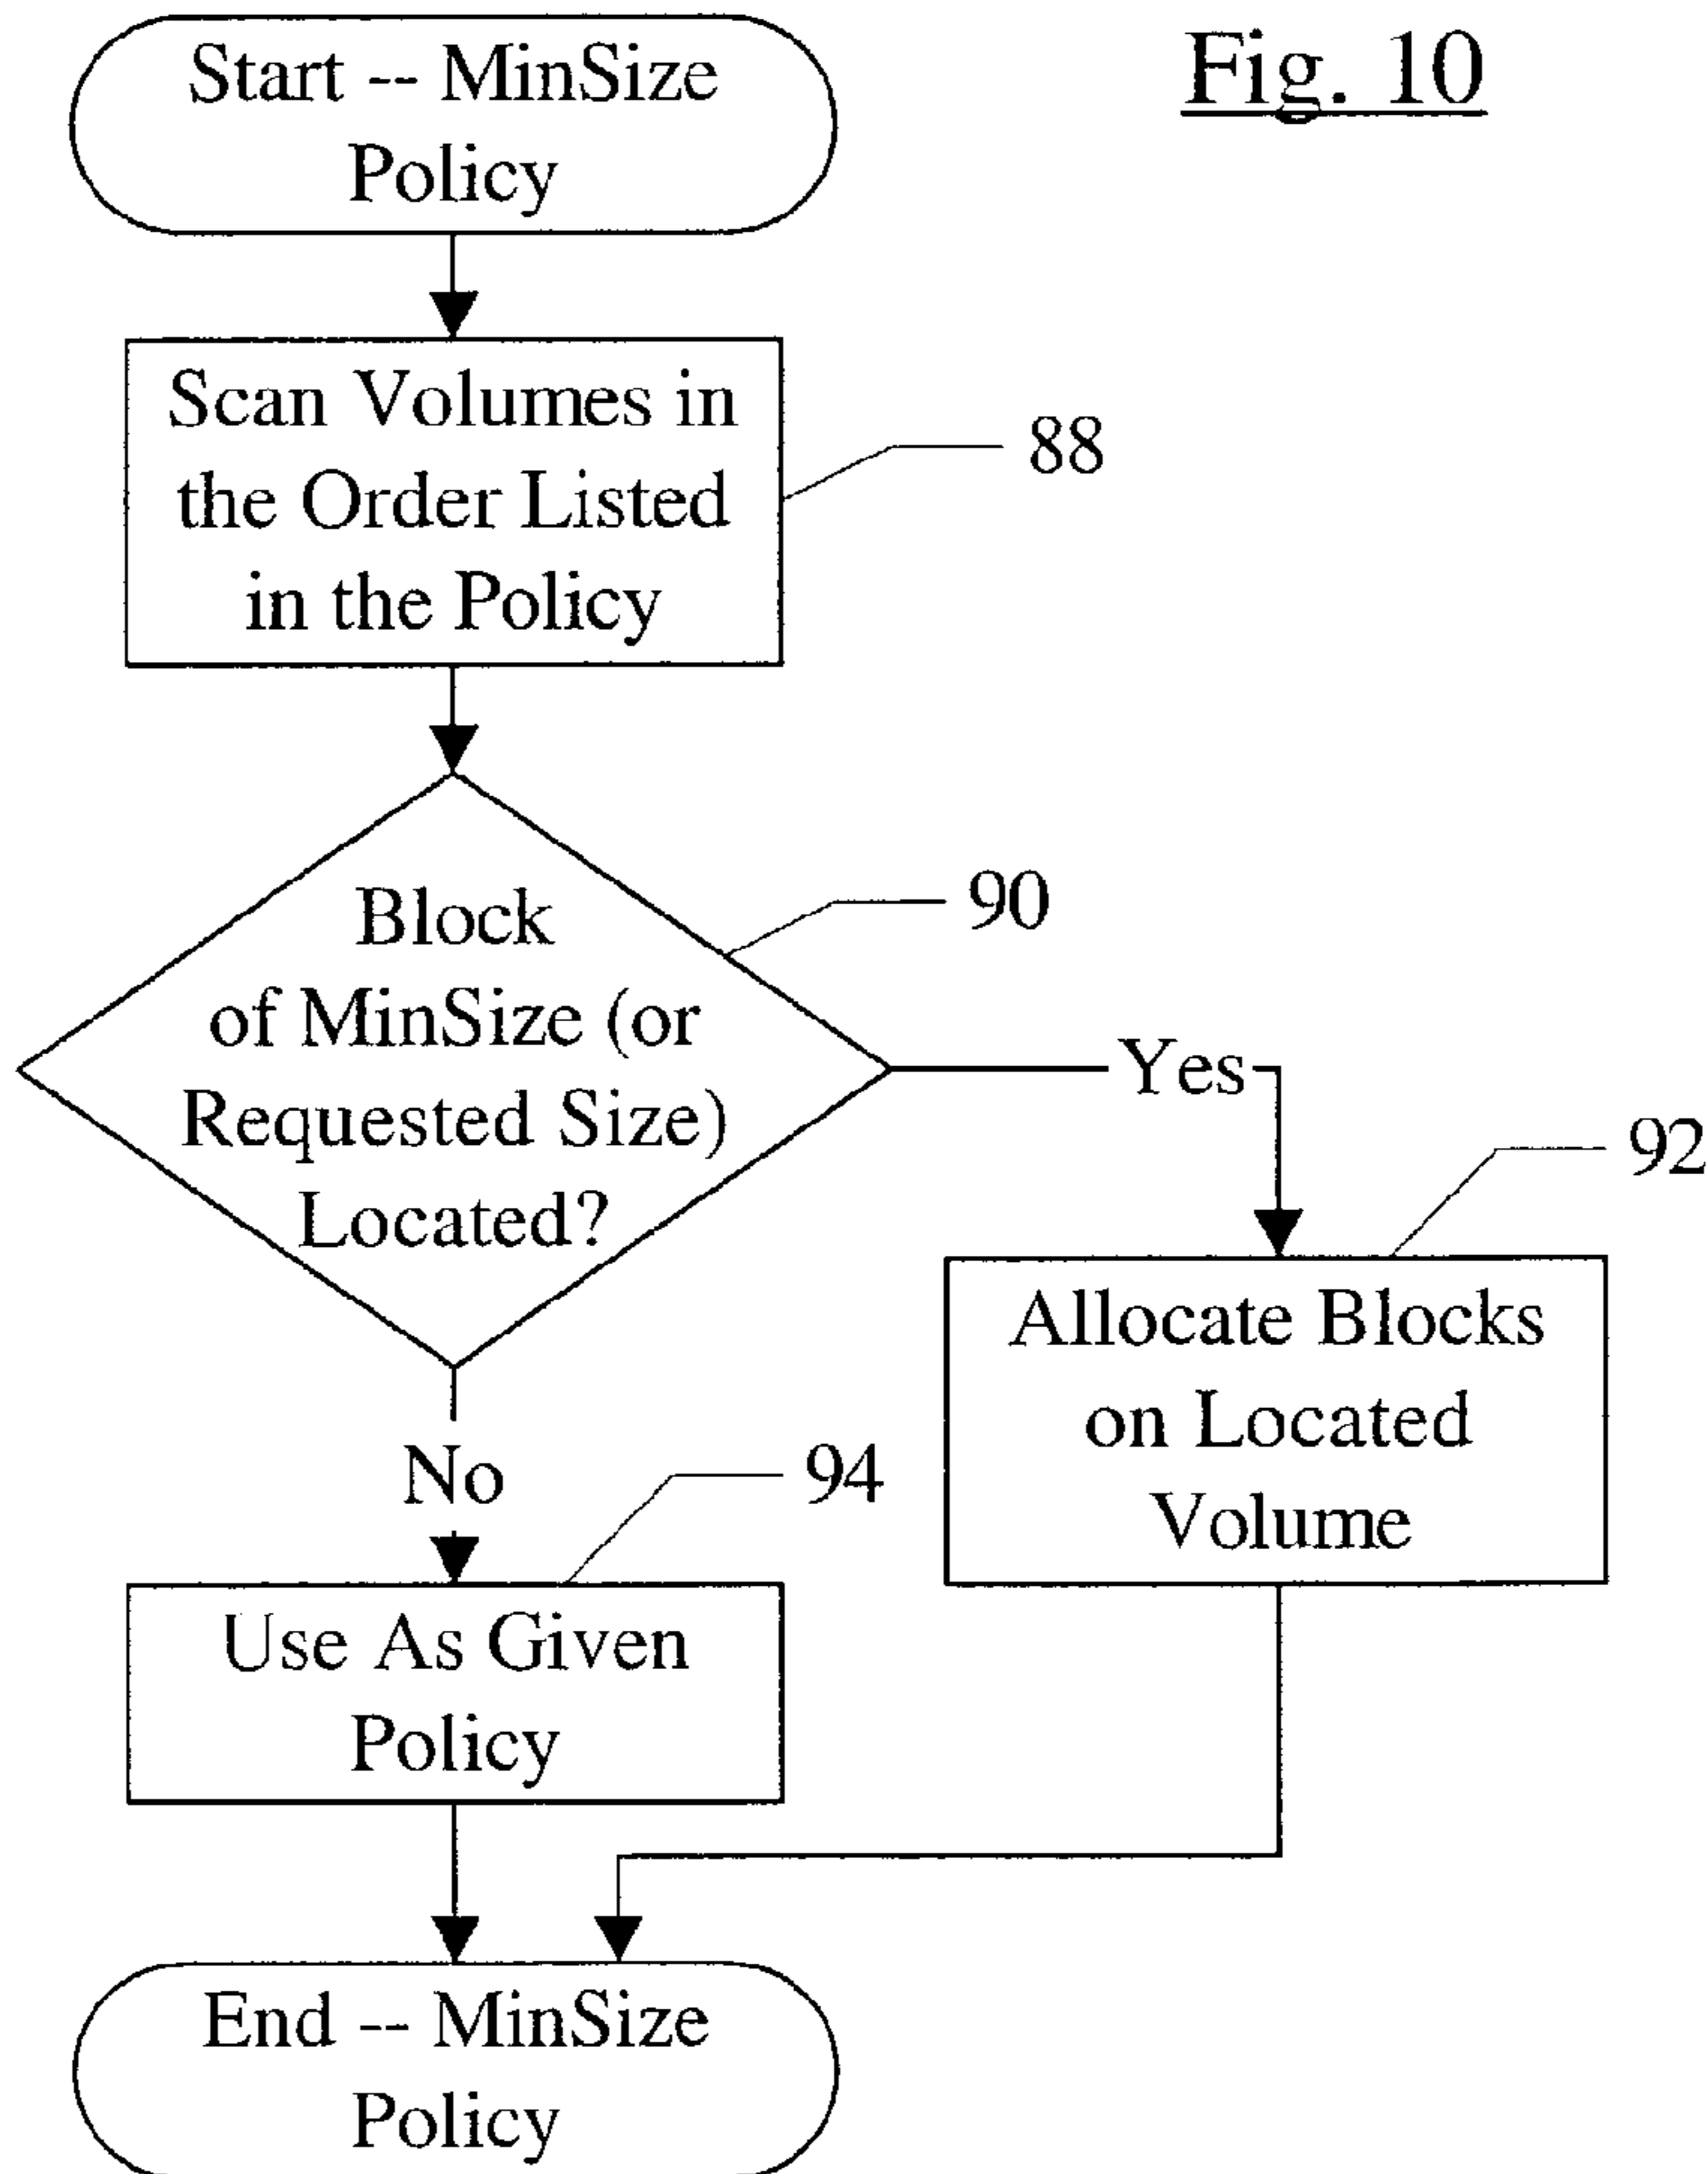 Start -- MinSize
Policy
Fig. 10
Scan Volumes in
the Order Listed
in the Policy
88
Block
of MinSize (or
Requested Size)
Located?
90
Yes
92
Allocate Blocks
on Located
Volume
No
94
Use As Given
Policy
End -- MinSize
Policy